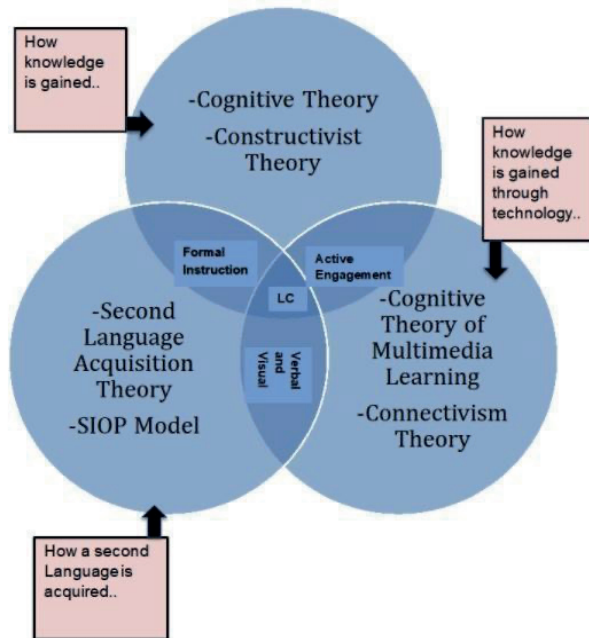 How
knowledge
is gained..
-Cognitive Theory
-Constructivist
Theory
How
knowledge
is gained
through
technology..
Formal
Instruction
Active
Engagement
LC
-Second
Language
Acquisition
Theory
-SIOP Model
Verbal
and
Visual
-Cognitive
Theory of
Multimedia
Learning
-Connectivism
Theory
How a second
Language is
acquired..